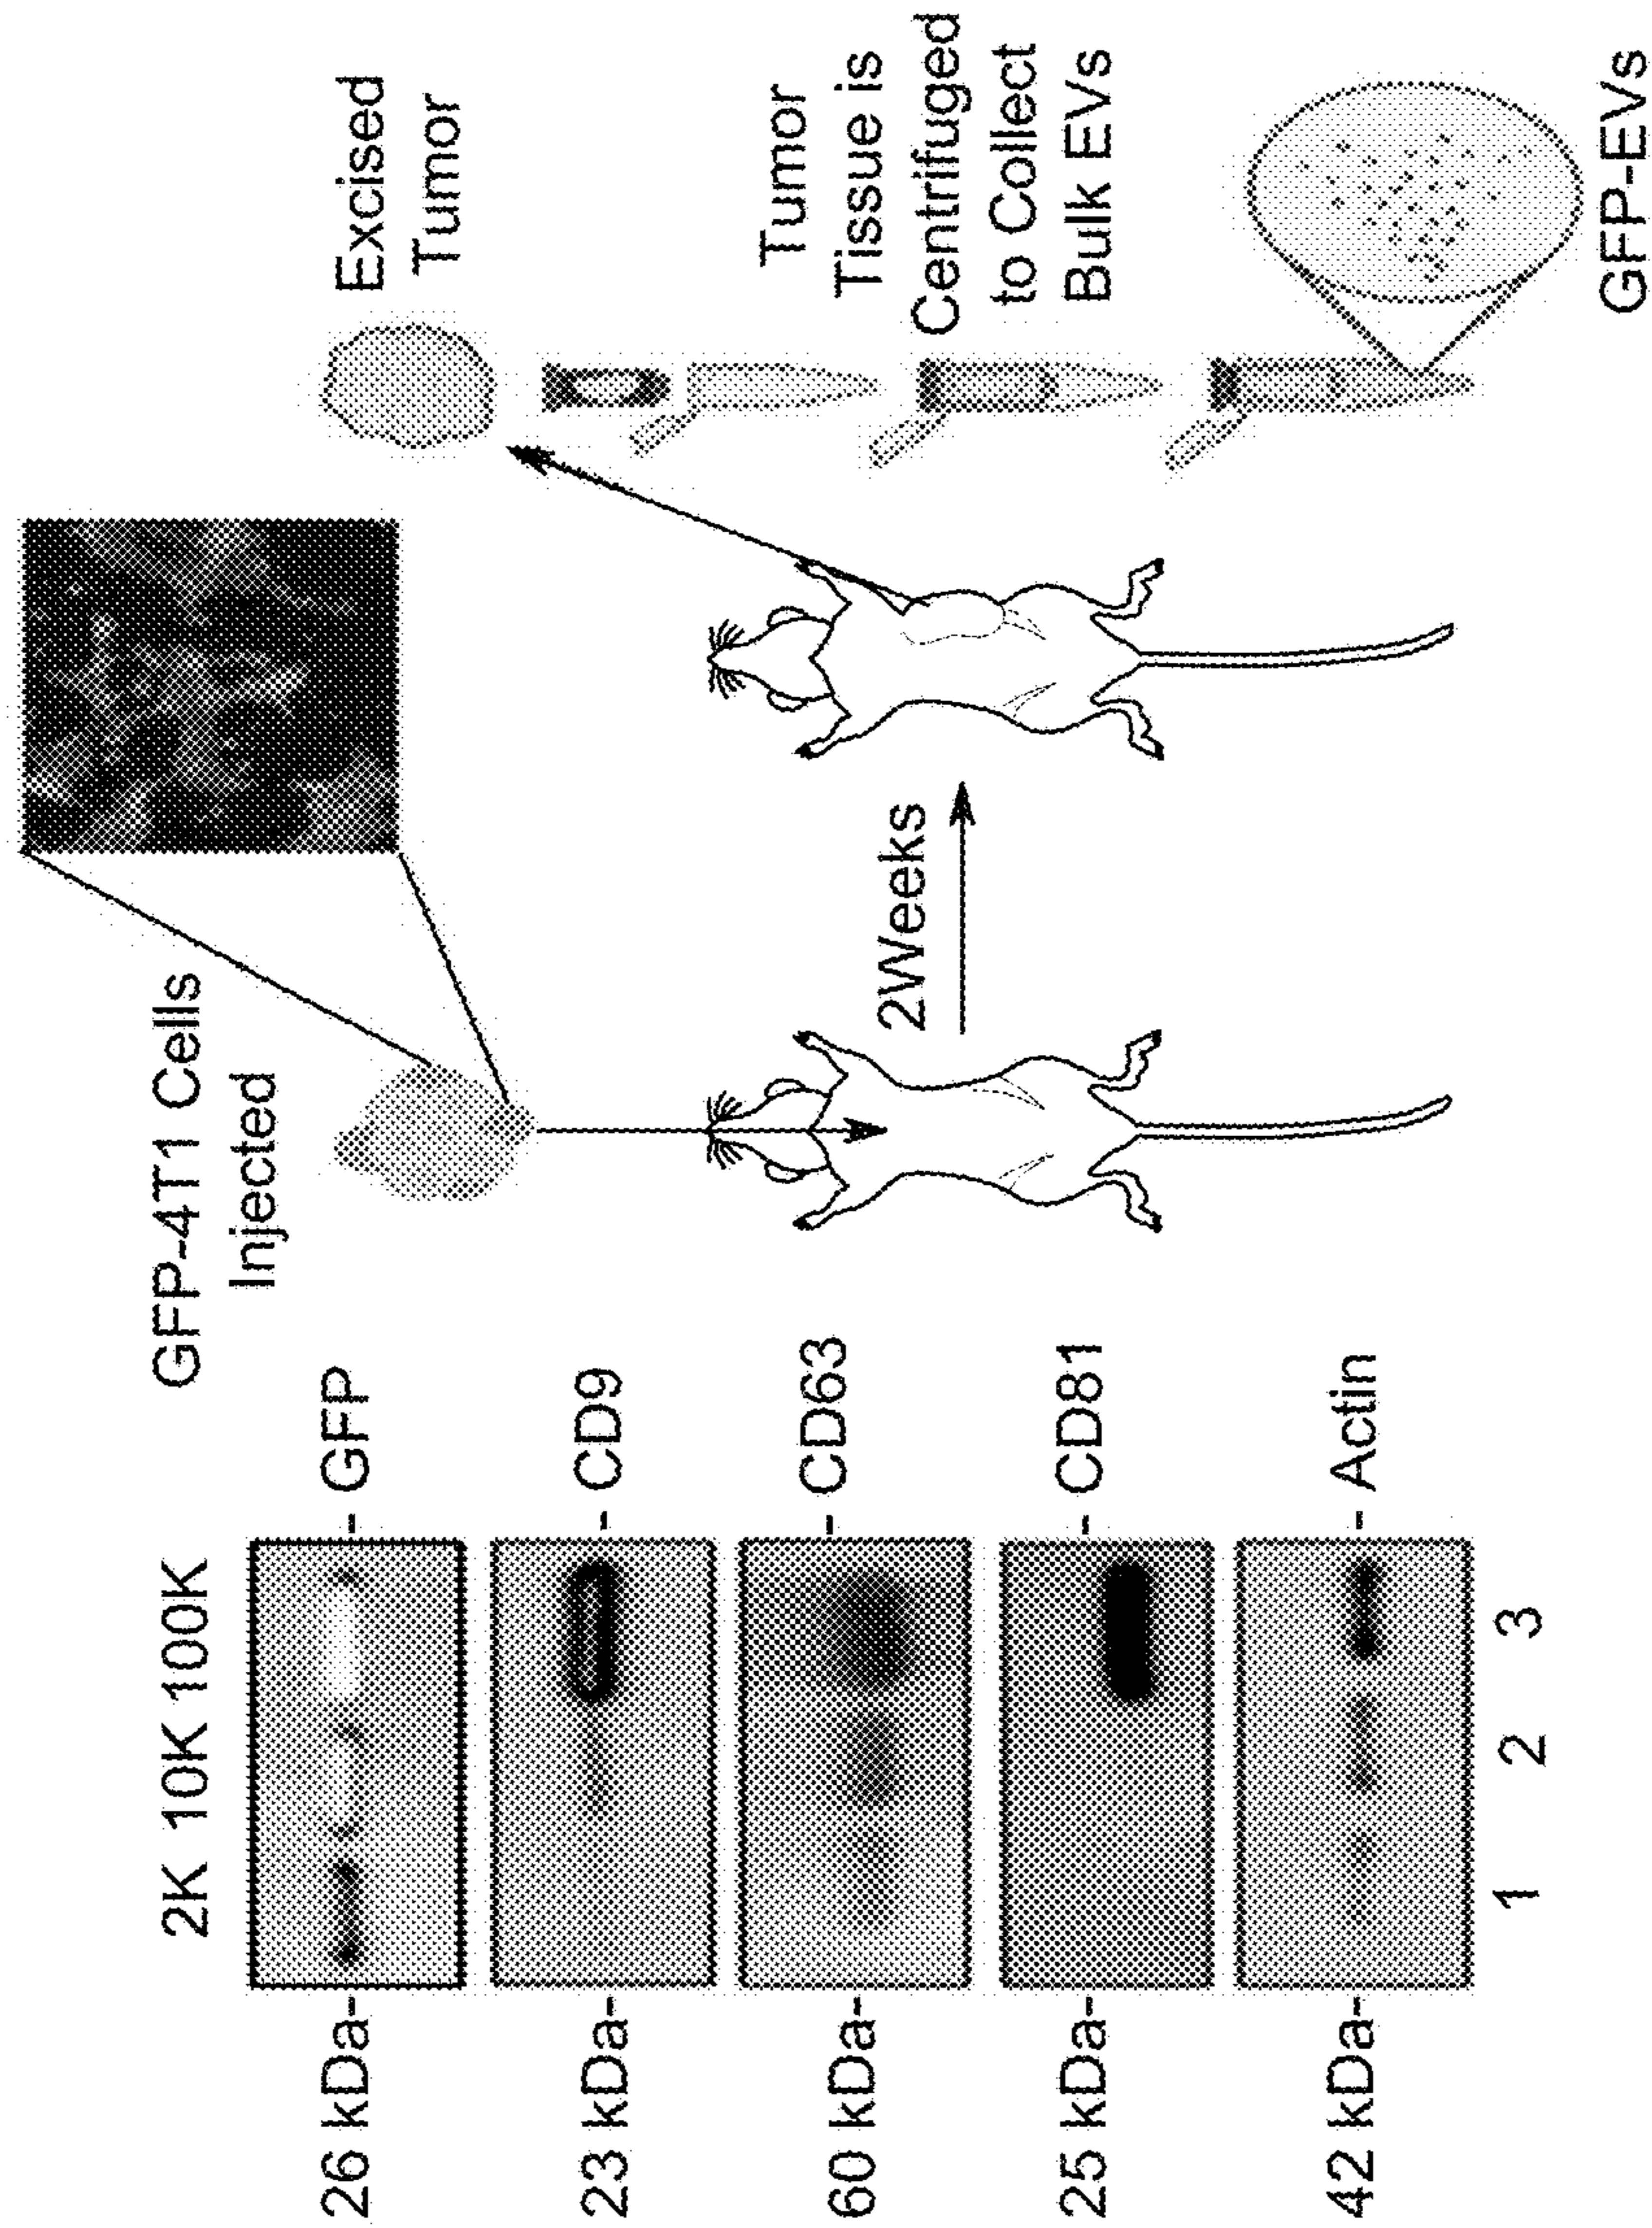 2K 10K 100K
26 kDa-
- GFP
23 kDa-
- CD9
60 kDa-
- CD63
25 kDa-
- CD81
42 kDa-
- Actin
1 2 3
GFP-4T1 Cells
Injected
2Weeks
Excised
Tumor
Tumor
Tissue is
Centrifuged
to Collect
Bulk EVs
GFP-EVs